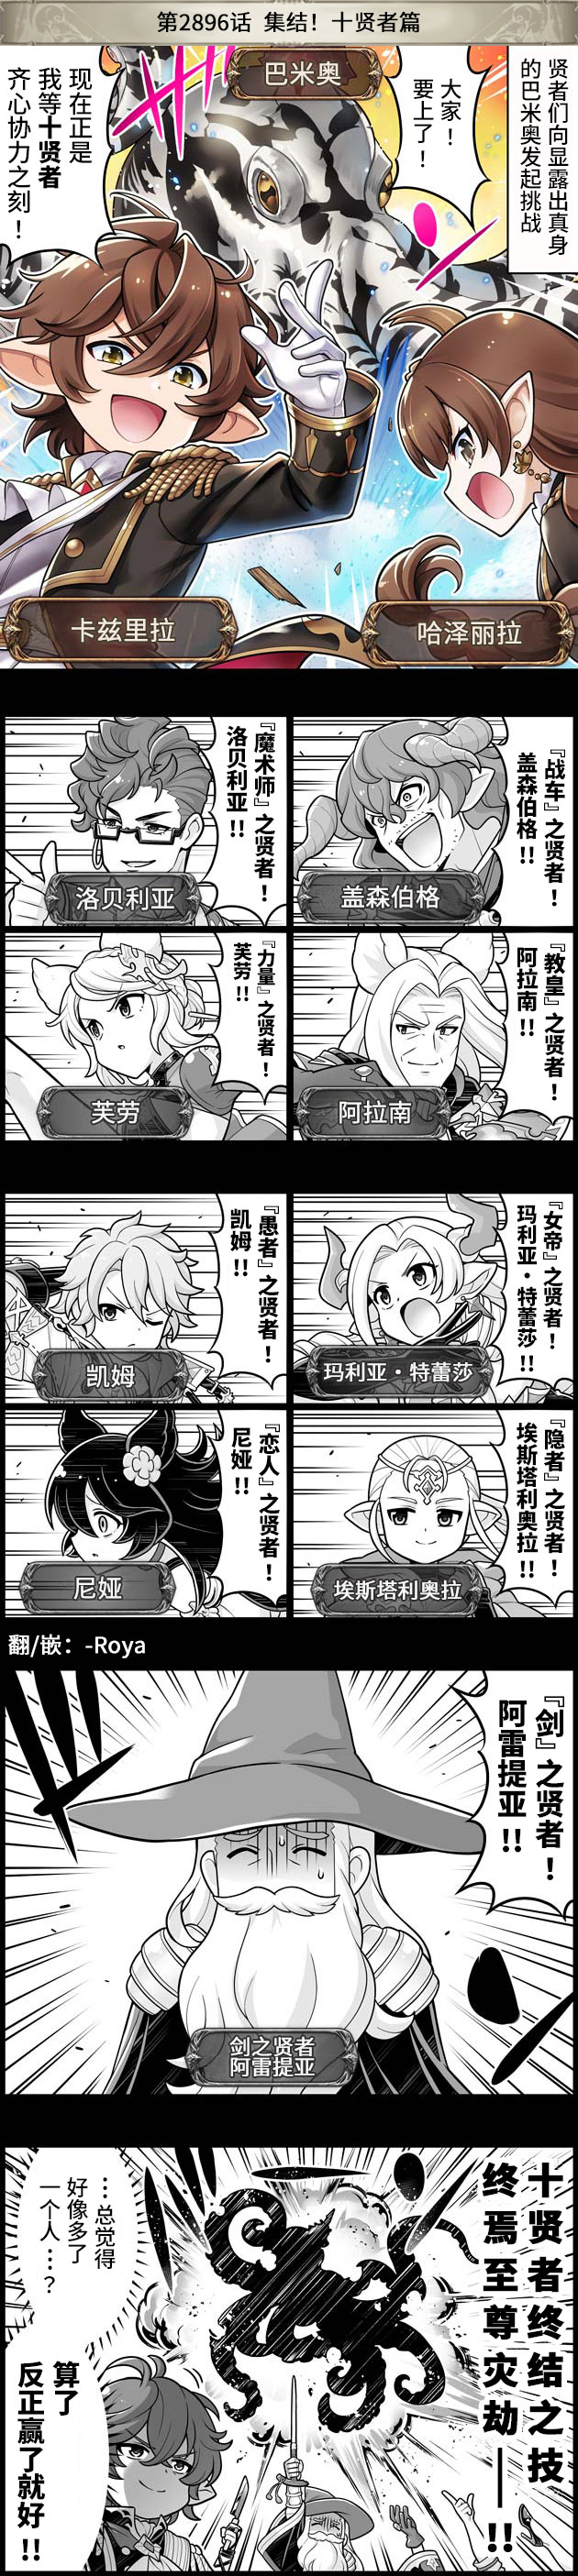 第2896话 集结！十贤者篇
贤者们向显露出真身
的巴米奥发起挑战
巴米奥
大家！
要上了！
现在正是
我等十贤者
齐心协力之刻！
卡兹里拉
哈泽丽拉
『战车』之贤者！
盖森伯格!!
盖森伯格
『魔术师』之贤者！
洛贝利亚!!
洛贝利亚
『教皇』之贤者！
阿拉南!!
阿拉南
『力量』之贤者！
芙劳!!
芙劳
『女帝』之贤者！
玛利亚·特蕾莎!!
玛利亚·特蕾莎
『愚者』之贤者！
凯姆!!
凯姆
『隐者』之贤者！
埃斯塔利奥拉!!
埃斯塔利奥拉
『恋人』之贤者！
尼娅!!
尼娅
翻/嵌：-Roya
『剑』之贤者！
阿雷提亚!!
剑之贤者
阿雷提亚
十贤者终结之技
终焉至尊灾劫——!!
…总觉得
好像多了
一个人…？
算了
反正赢了就好!!